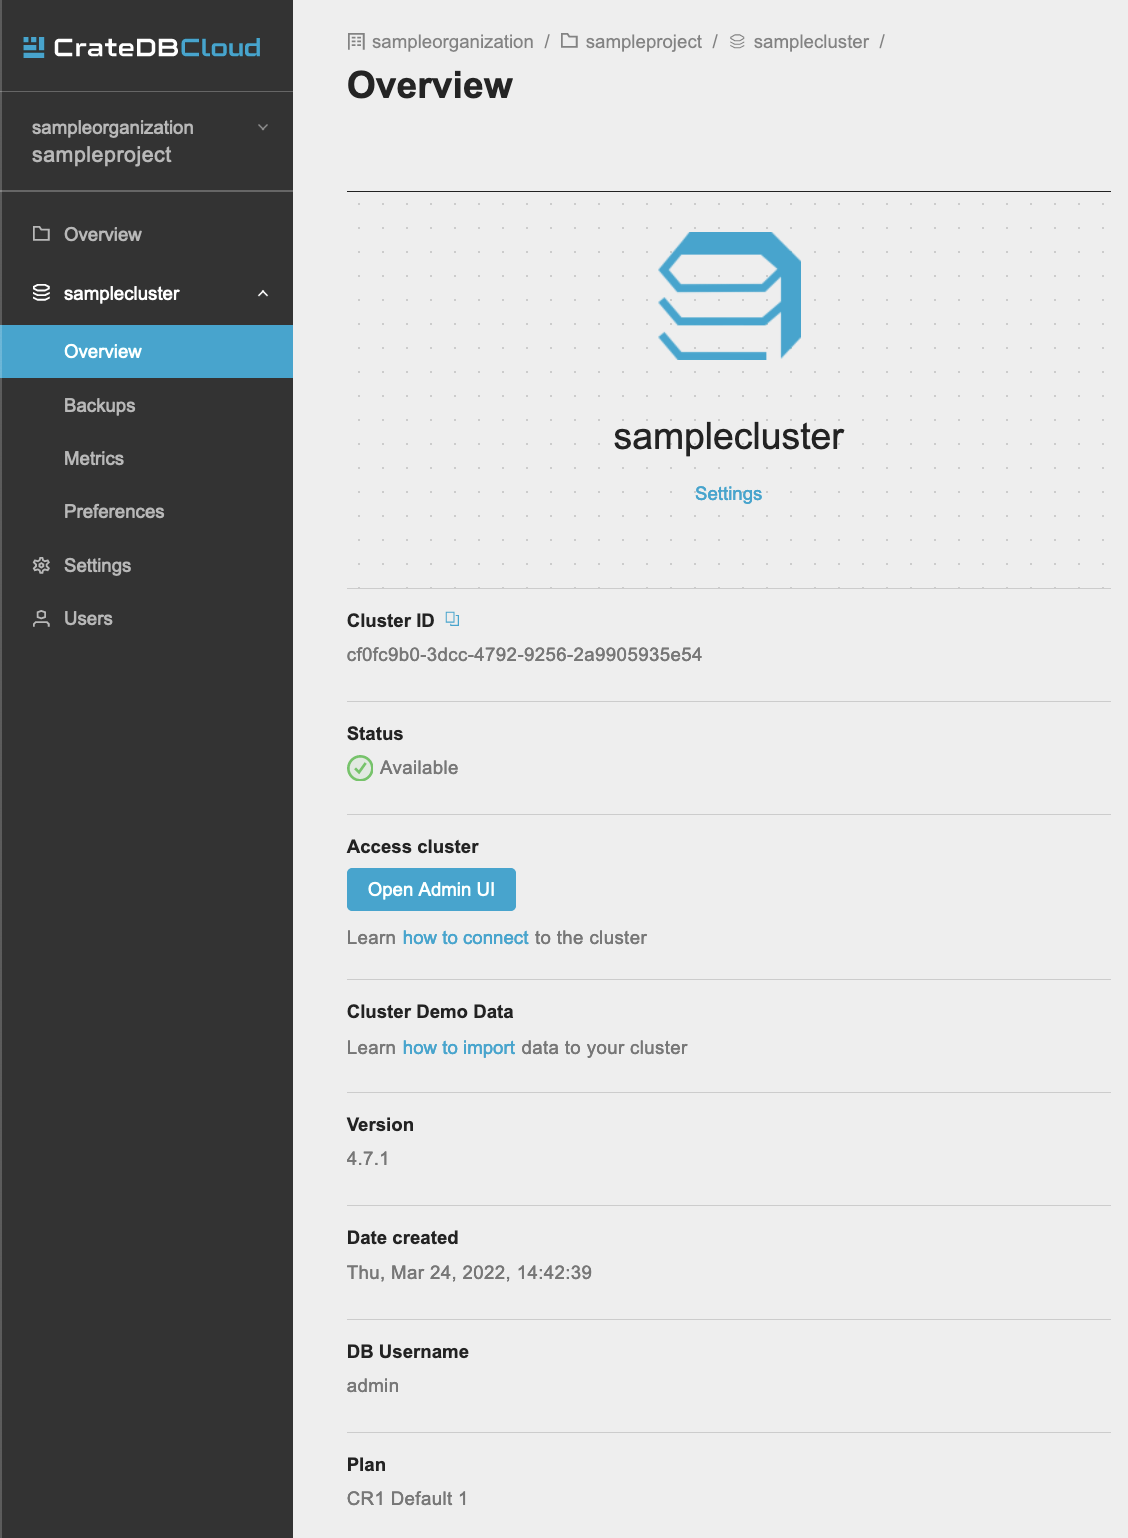 CrateDBCloud
sampleorganization
sampleproject
Overview
samplecluster
Overview
Backups
Metrics
Preferences
Settings
Users
sampleorganization / sampleproject / samplecluster /
Overview
samplecluster
Settings
Cluster ID
cf0fc9b0-3dcc-4792-9256-2a9905935e54
Status
Available
Access cluster
Open Admin UI
Learn how to connect to the cluster
Cluster Demo Data
Learn how to import data to your cluster
Version
4.7.1
Date created
Thu, Mar 24, 2022, 14:42:39
DB Username
admin
Plan
CR1 Default 1